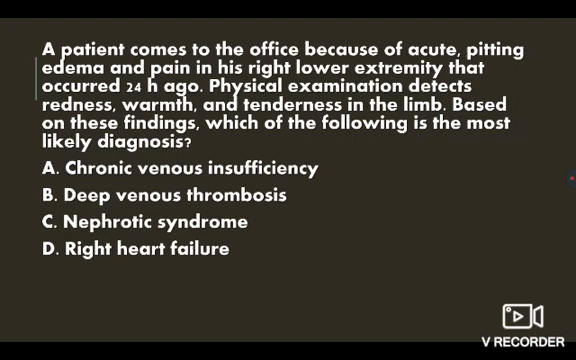 A patient comes to the office because of acute, pitting
edema and pain in his right lower extremity that
occurred 24 h ago. Physical examination detects
redness, warmth, and tenderness in the limb. Based
on these findings, which of the following is the most
likely diagnosis?
A. Chronic venous insufficiency
B. Deep venous thrombosis
C. Nephrotic syndrome
D. Right heart failure
V RECORDER